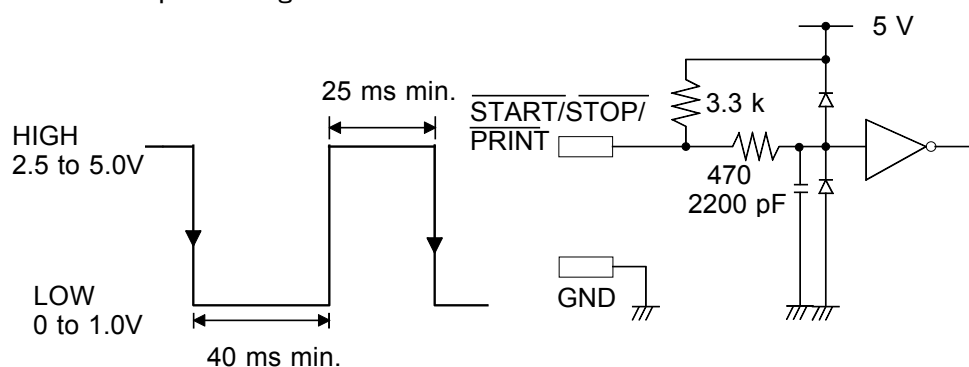 5 V
25 ms min.
START/STOP/
PRINT
3.3 k
HIGH
2.5 to 5.0V
470
2200 pF
LOW
0 to 1.0V
GND
40 ms min.